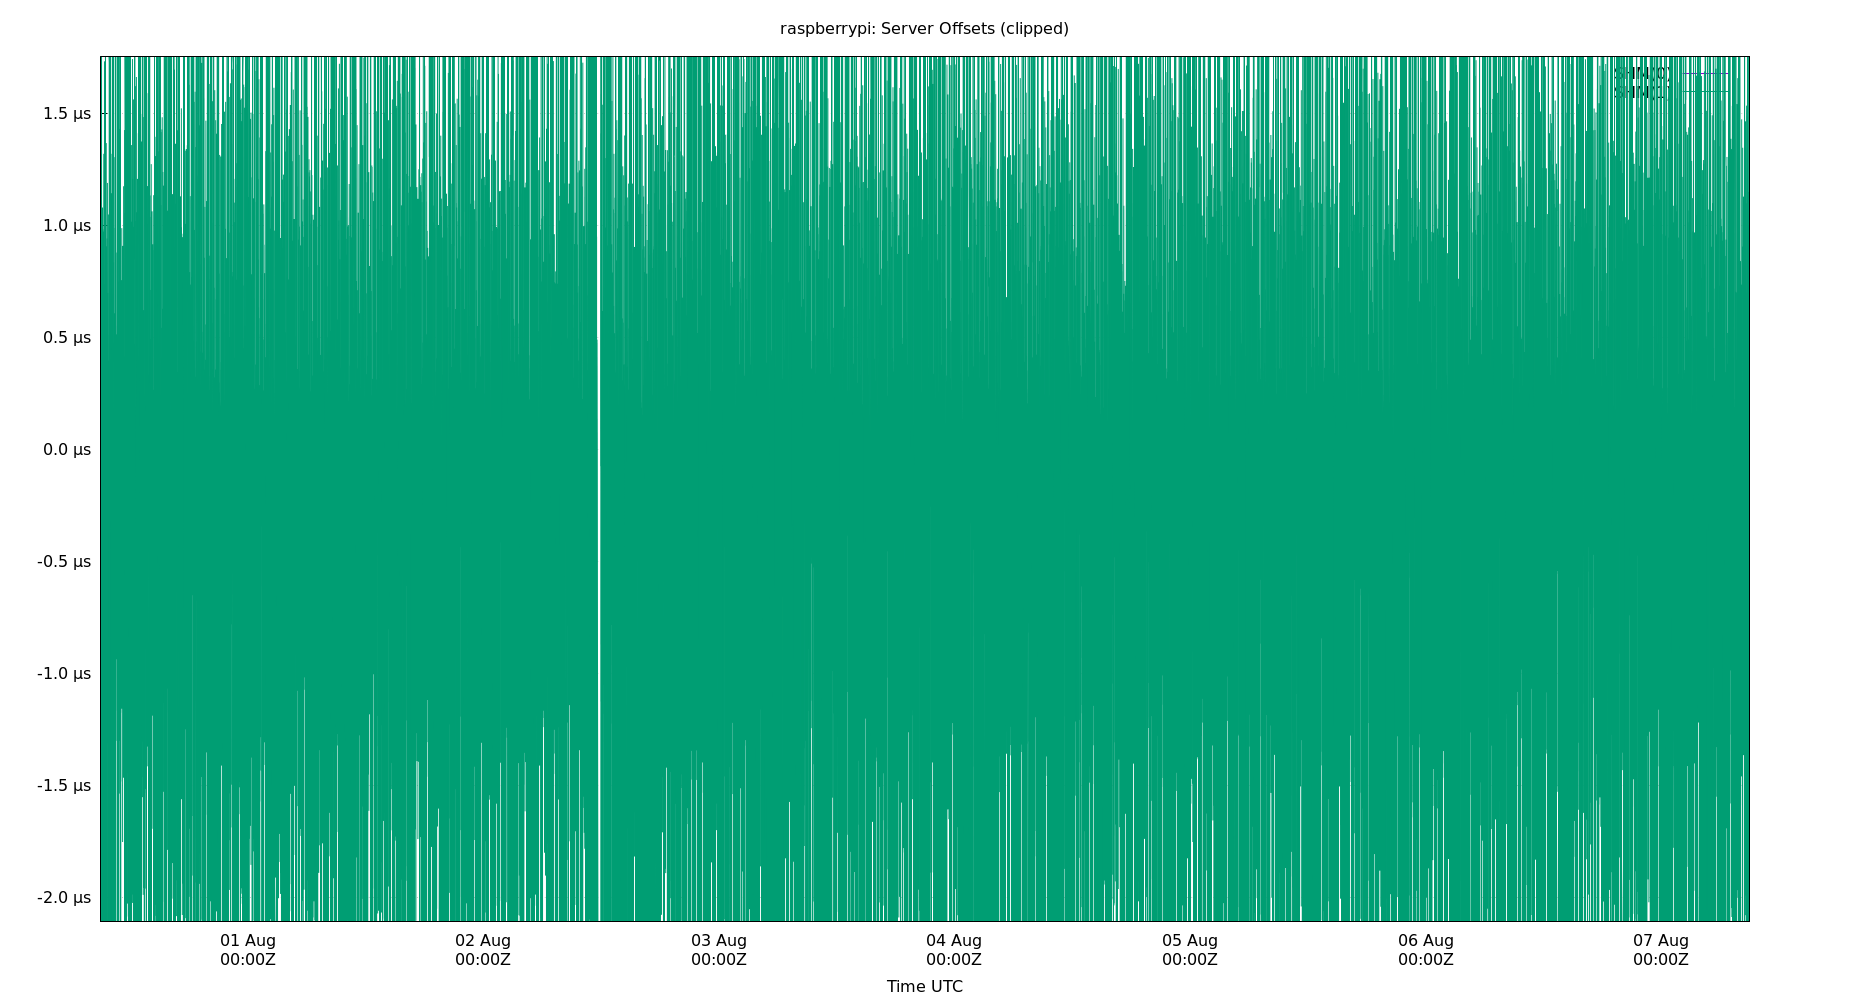 raspberrypi: Server Offsets (clipped)
1.5 µs
1.0 µs
0.5 µs
0.0 µs
-0.5 µs
-1.0 µs
-1.5 µs
-2.0 µs
01 Aug 02 Aug 03 Aug 04 Aug 05 Aug 06 Aug 07 Aug
00:00Z 00:00Z 00:00Z 00:00Z 00:00Z 00:00Z 00:00Z
Time UTC